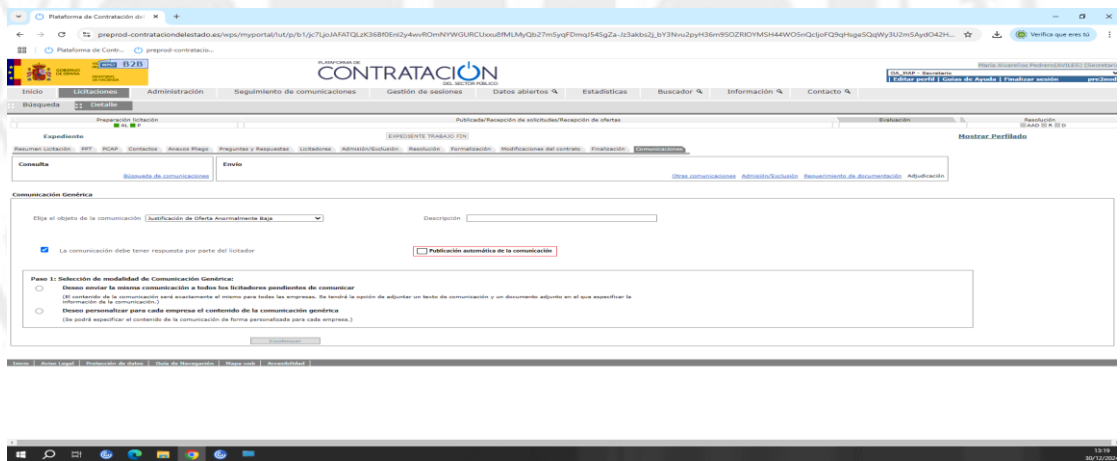 Plataforma de Contratación del
Verifica que eres tú
Plataforma de Contr...
preprod-contratacio...
GOBIERNO DE ESPAÑA
B2B
PLATAFORMA DE
CONTRATACIÓN
DEL SECTOR PÚBLICO
Editar perfil | Guías de Ayuda | Finalizar sesión
Inicio Licitaciones Administración Seguimiento de comunicaciones Gestión de sesiones Datos abiertos Estadísticas Buscador Información Contacto
Búsqueda Detalle
Preparación licitación Publicada/Recepción de solicitudes/Recepción de ofertas Evaluación Resolución
Expediente EXPEDIENTE TRABAJO FIN Mostrar Perfilado
Resumen Licitación PPT PCAP Contactos Anexos Pliego Preguntas y Respuestas Licitadores Admisión/Exclusión Resolución Formalización Modificaciones del contrato Finalización Comunicaciones
Consulta Envío
Búsqueda de comunicaciones Otras comunicaciones Admisión/Exclusión Requerimiento de documentación Adjudicación
Comunicación Genérica
Elija el objeto de la comunicación Justificación de Oferta Anormalmente Baja Descripción
La comunicación debe tener respuesta por parte del licitador Publicación automática de la comunicación
Paso 1: Selección de modalidad de Comunicación Genérica:
Deseo enviar la misma comunicación a todos los licitadores pendientes de comunicar
(El contenido de la comunicación será exactamente el mismo para todas las empresas. Se tendrá la opción de adjuntar un texto de comunicación y un documento adjunto en el que especificar la
información de la comunicación.)
Deseo personalizar para cada empresa el contenido de la comunicación genérica
(Se podrá especificar el contenido de la comunicación de forma personalizada para cada empresa.)
Inicio | Aviso Legal | Protección de datos | Guía de Navegación | Mapa web | Accesibilidad |
13:19